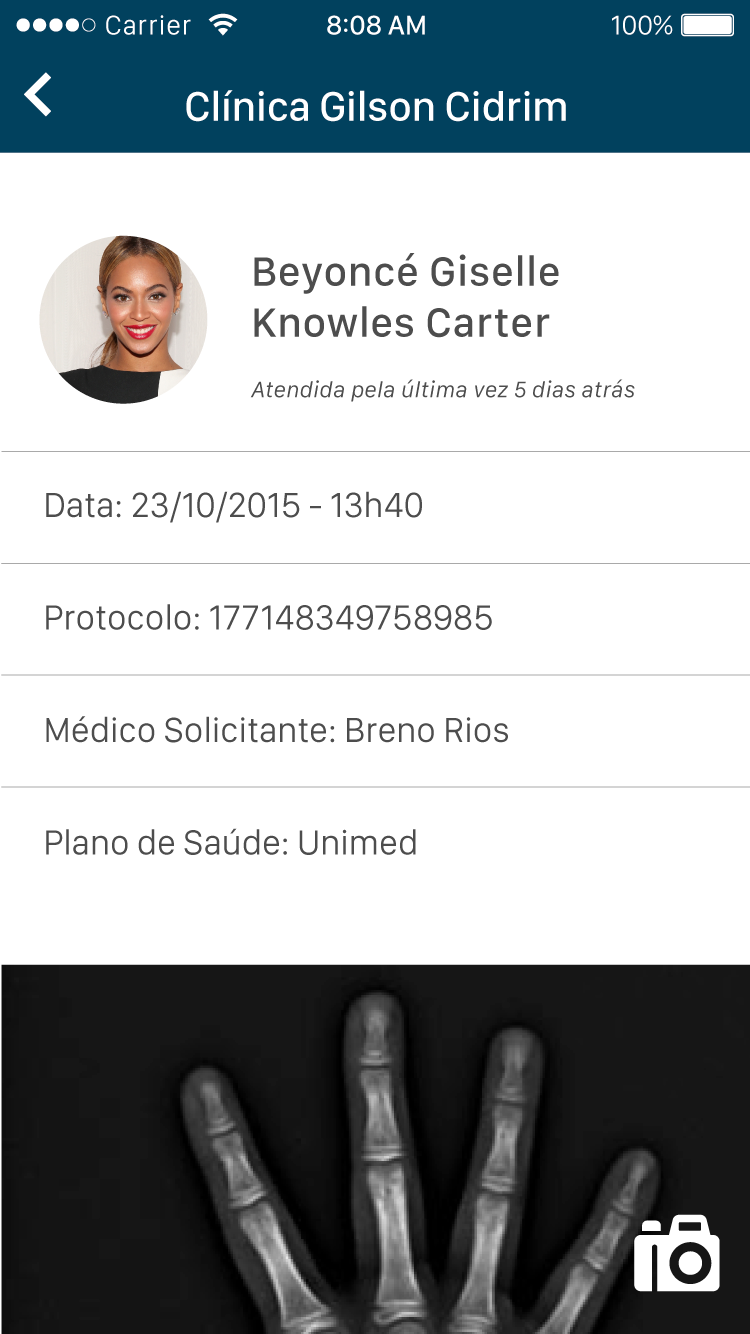 Carrier 8:08 AM 100%
Clínica Gilson Cidrim
Beyoncé Giselle
Knowles Carter
Atendida pela última vez 5 dias atrás
Data: 23/10/2015 - 13h40
Protocolo: 177148349758985
Médico Solicitante: Breno Rios
Plano de Saúde: Unimed